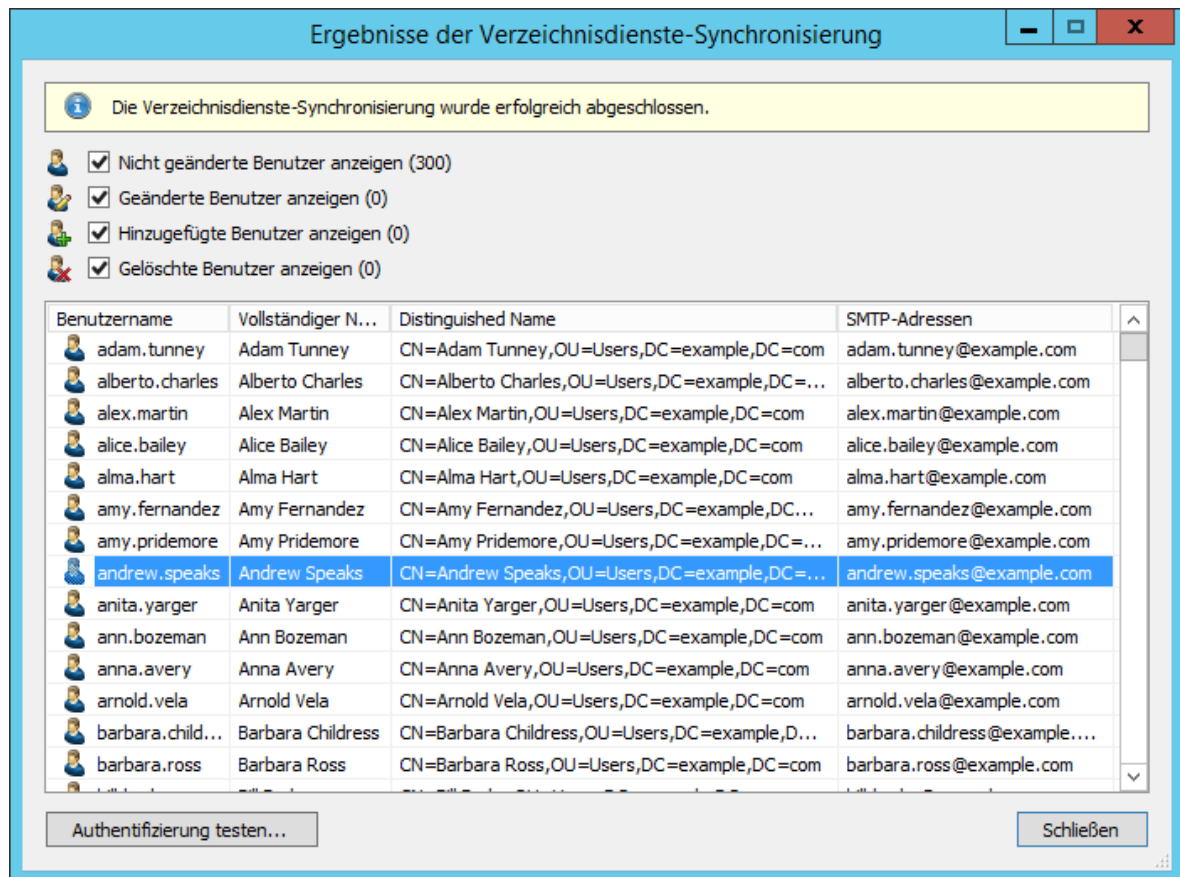 Ergebnisse der Verzeichnisdienste-Synchronisierung
Die Verzeichnisdienste-Synchronisierung wurde erfolgreich abgeschlossen.
Nicht geänderte Benutzer anzeigen (300)
Geänderte Benutzer anzeigen (0)
Hinzugefügte Benutzer anzeigen (0)
Gelöschte Benutzer anzeigen (0)
Benutzername Vollständiger N... Distinguished Name SMTP-Adressen
adam.tunney Adam Tunney CN=Adam Tunney,OU=Users,DC=example,DC=com adam.tunney@example.com
alberto.charles Alberto Charles CN=Alberto Charles,OU=Users,DC=example,DC=... alberto.charles@example.com
alex.martin Alex Martin CN=Alex Martin,OU=Users,DC=example,DC=com alex.martin@example.com
alice.bailey Alice Bailey CN=Alice Bailey,OU=Users,DC=example,DC=com alice.bailey@example.com
alma.hart Alma Hart CN=Alma Hart,OU=Users,DC=example,DC=com alma.hart@example.com
amy.fernandez Amy Fernandez CN=Amy Fernandez,OU=Users,DC=example,DC... amy.fernandez@example.com
amy.pridemore Amy Pridemore CN=Amy Pridemore,OU=Users,DC=example,DC=... amy.pridemore@example.com
andrew.speaks Andrew Speaks CN=Andrew Speaks,OU=Users,DC=example,DC=... andrew.speaks@example.com
anita.yarger Anita Yarger CN=Anita Yarger,OU=Users,DC=example,DC=com anita.yarger@example.com
ann.bozeman Ann Bozeman CN=Ann Bozeman,OU=Users,DC=example,DC=com ann.bozeman@example.com
anna.avery Anna Avery CN=Anna Avery,OU=Users,DC=example,DC=com anna.avery@example.com
arnold.vela Arnold Vela CN=Arnold Vela,OU=Users,DC=example,DC=com arnold.vela@example.com
barbara.child... Barbara Childress CN=Barbara Childress,OU=Users,DC=example,D... barbara.childress@example....
barbara.ross Barbara Ross CN=Barbara Ross,OU=Users,DC=example,DC=com barbara.ross@example.com
Authentifizierung testen... Schließen